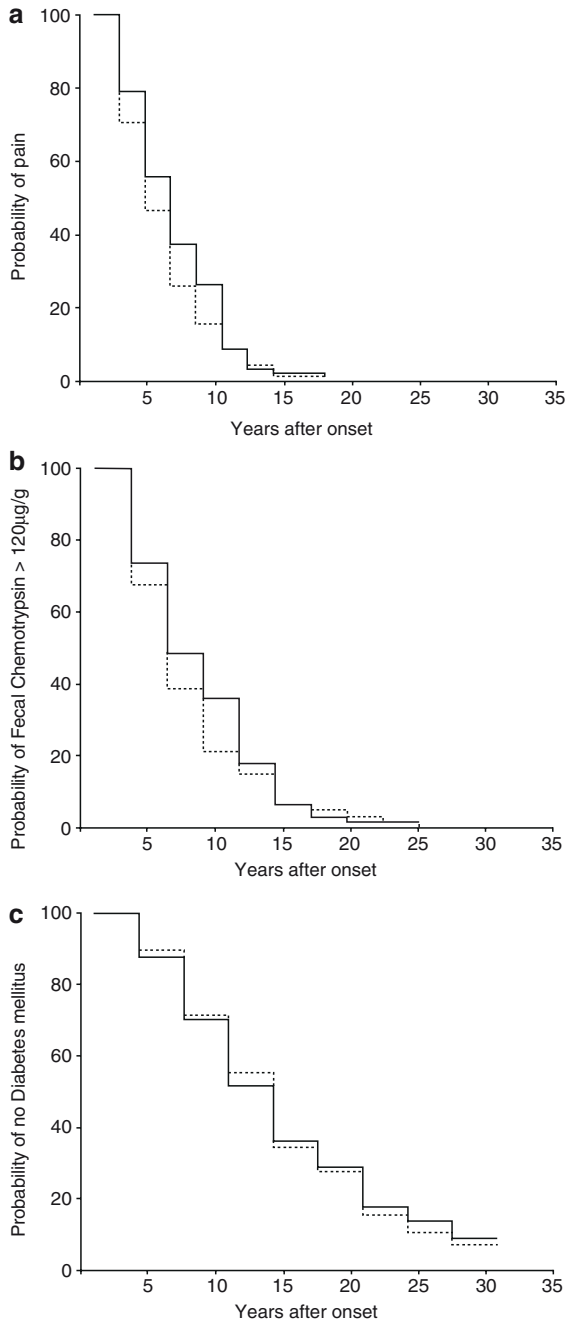 a
Probability of pain
100
80
60
40
20
0
5 10 15 20 25 30 35
Years after onset
b
Probability of Fecal Chemotrypsin > 120µg/g
100
80
60
40
20
0
5 10 15 20 25 30 35
Years after onset
c
Probability of no Diabetes mellitus
100
80
60
40
20
0
5 10 15 20 25 30 35
Years after onset